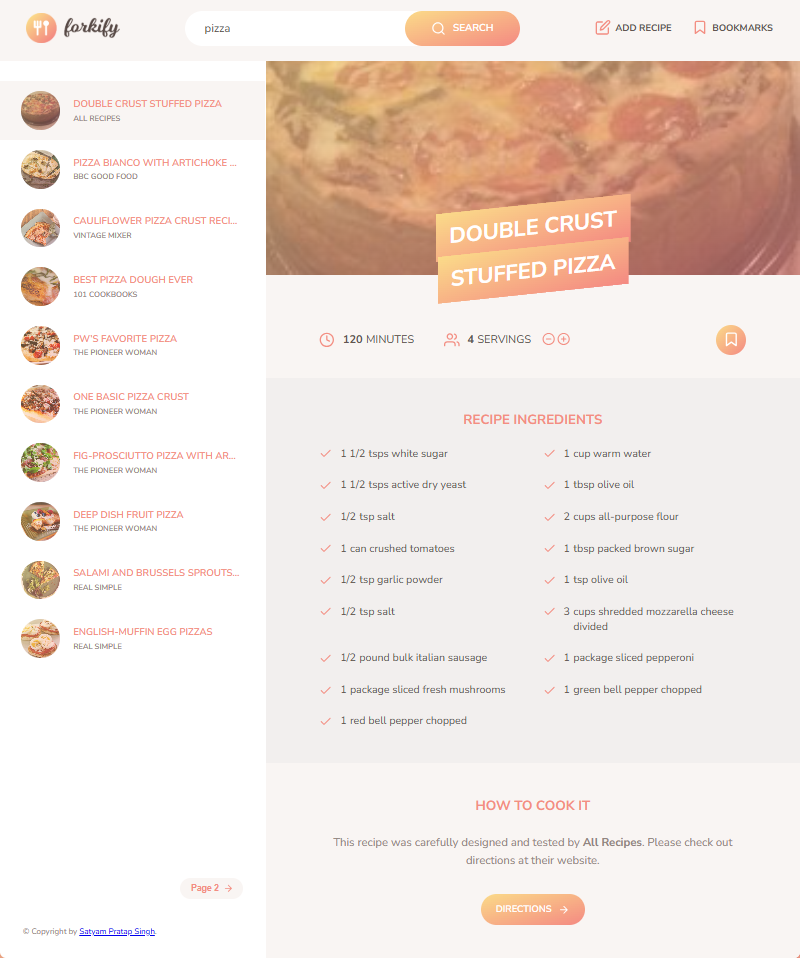 forkify
pizza
SEARCH
ADD RECIPE
BOOKMARKS
DOUBLE CRUST STUFFED PIZZA
ALL RECIPES
PIZZA BIANCO WITH ARTICHOKE ...
BBC GOOD FOOD
CAULIFLOWER PIZZA CRUST RECI...
VINTAGE MIXER
BEST PIZZA DOUGH EVER
101 COOKBOOKS
PW'S FAVORITE PIZZA
THE PIONEER WOMAN
ONE BASIC PIZZA CRUST
THE PIONEER WOMAN
FIG-PROSCIUTTO PIZZA WITH AR...
THE PIONEER WOMAN
DEEP DISH FRUIT PIZZA
THE PIONEER WOMAN
SALAMI AND BRUSSELS SPROUTS...
REAL SIMPLE
ENGLISH-MUFFIN EGG PIZZAS
REAL SIMPLE
Page 2
© Copyright by Satyam Pratap Singh.
DOUBLE CRUST
STUFFED PIZZA
120 MINUTES
4 SERVINGS
RECIPE INGREDIENTS
1 1/2 tsps white sugar
1 cup warm water
1 1/2 tsps active dry yeast
1 tbsp olive oil
1/2 tsp salt
2 cups all-purpose flour
1 can crushed tomatoes
1 tbsp packed brown sugar
1/2 tsp garlic powder
1 tsp olive oil
1/2 tsp salt
3 cups shredded mozzarella cheese
divided
1/2 pound bulk italian sausage
1 package sliced pepperoni
1 package sliced fresh mushrooms
1 green bell pepper chopped
1 red bell pepper chopped
HOW TO COOK IT
This recipe was carefully designed and tested by All Recipes. Please check out
directions at their website.
DIRECTIONS